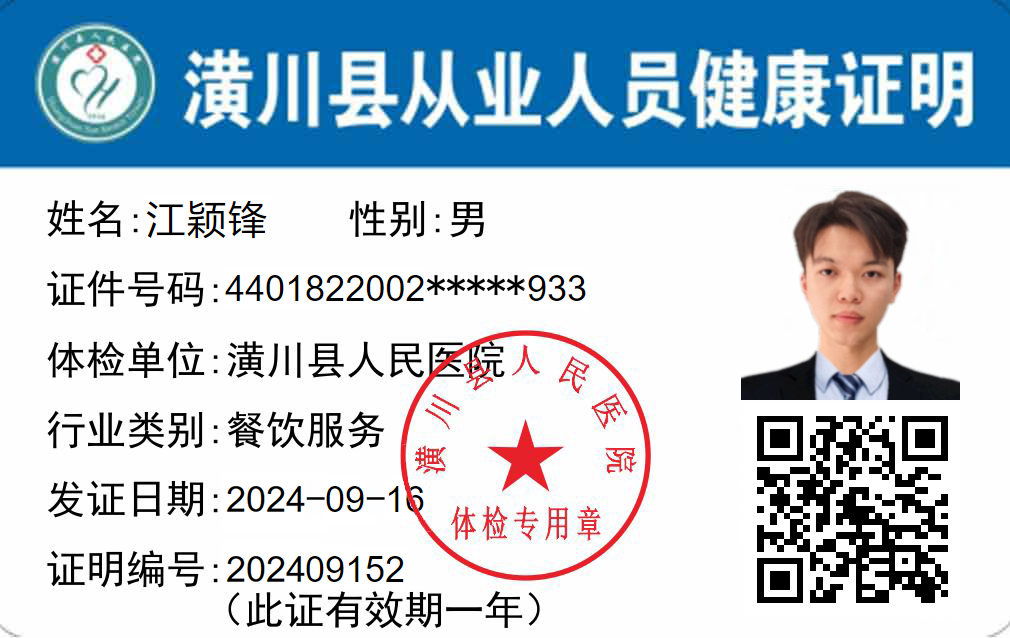 潢川县从业人员健康证明
姓名:江颖锋 性别:男
证件号码:4401822002*****933
体检单位:潢川县人民医院
行业类别:餐饮服务
发证日期:2024-09-16
证明编号:202409152
(此证有效期一年)
潢川县人民医院
体检专用章